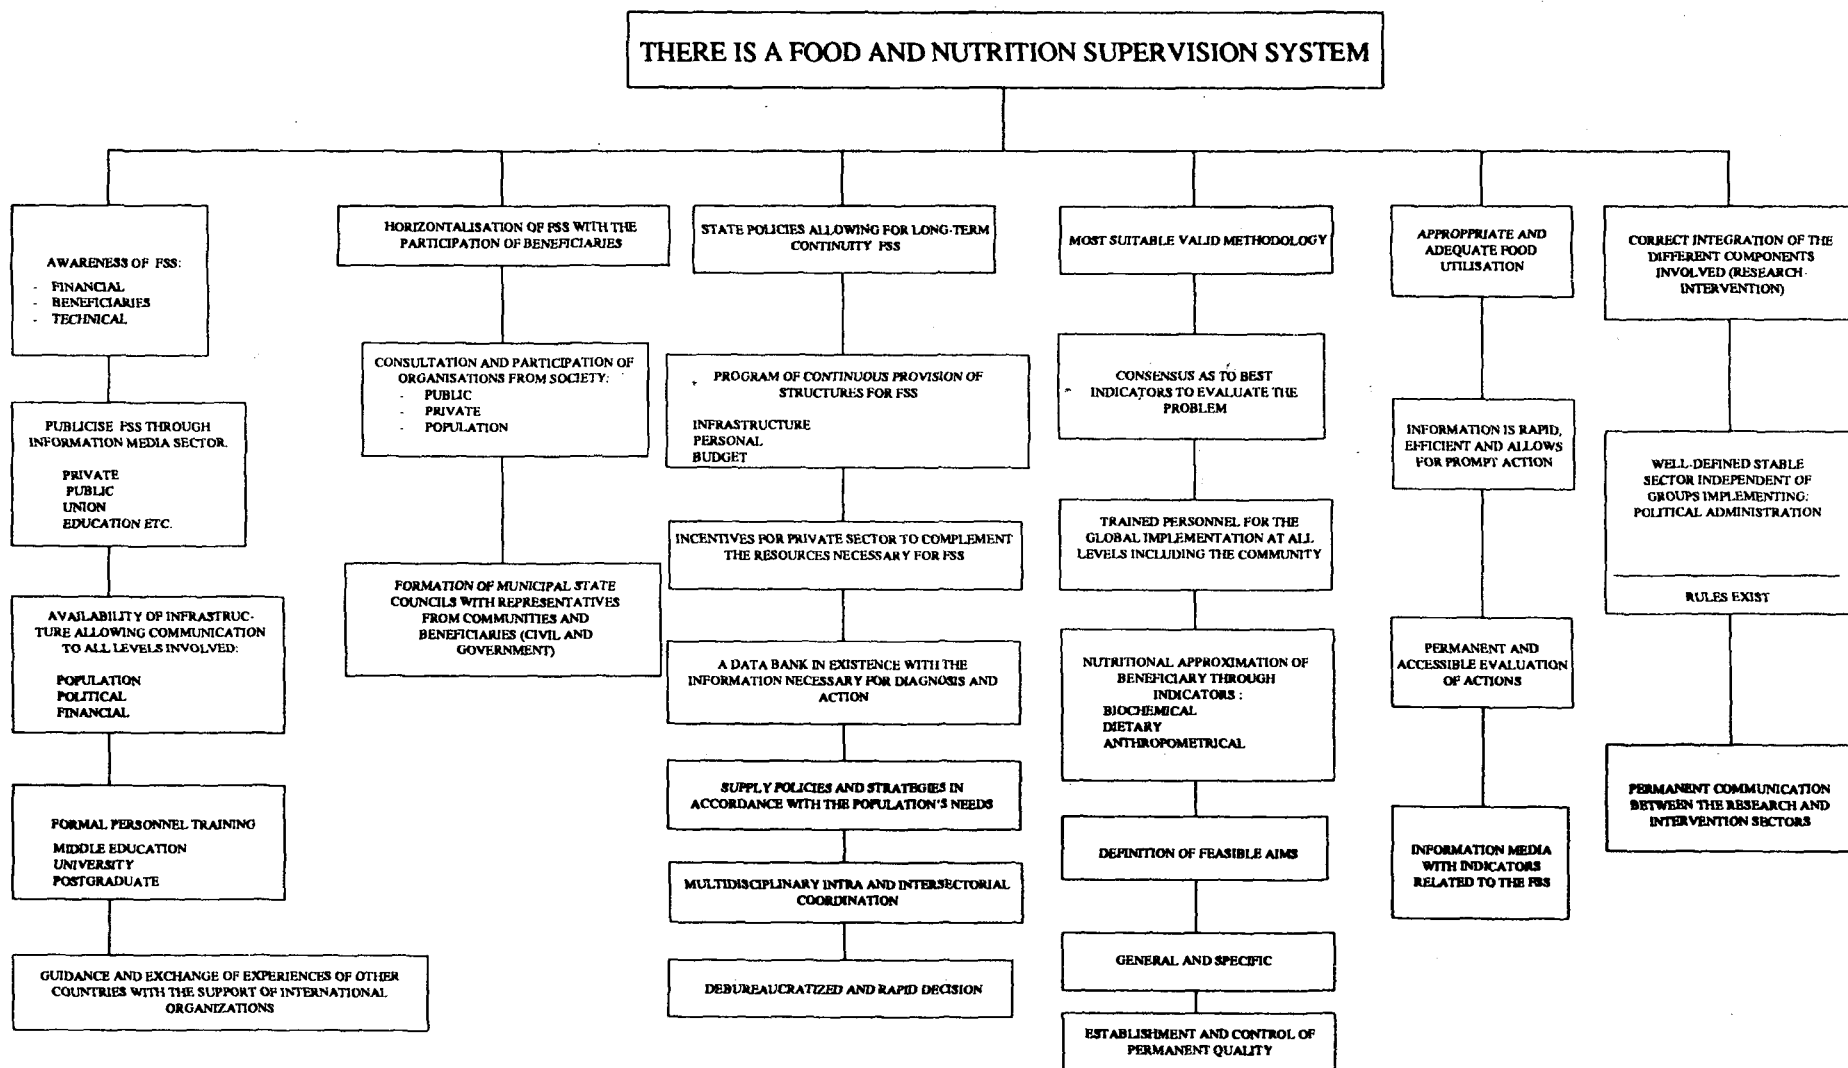 THERE IS A FOOD AND NUTRITION SUPERVISION SYSTEM
AWARENESS OF FSS:
- FINANCIAL
- BENEFICIARIES
- TECHNICAL
PUBLICISE FSS THROUGH
INFORMATION MEDIA SECTOR.
PRIVATE
PUBLIC
UNION
EDUCATION ETC.
AVAILABILITY OF INFRASTRUC-
TURE ALLOWING COMMUNICATION
TO ALL LEVELS INVOLVED:
POPULATION
POLITICAL
FINANCIAL
FORMAL PERSONNEL TRAINING
MIDDLE EDUCATION
UNIVERSITY
POSTGRADUATE
GUIDANCE AND EXCHANGE OF EXPERIENCES OF OTHER
COUNTRIES WITH THE SUPPORT OF INTERNATIONAL
ORGANIZATIONS
HORIZONTALISATION OF FSS WITH THE
PARTICIPATION OF BENEFICIARIES
CONSULTATION AND PARTICIPATION OF
ORGANISATIONS FROM SOCIETY:
- PUBLIC
- PRIVATE
- POPULATION
FORMATION OF MUNICIPAL STATE
COUNCILS WITH REPRESENTATIVES
FROM COMMUNITIES AND
BENEFICIARIES (CIVIL AND
GOVERNMENT)
STATE POLICIES ALLOWING FOR LONG-TERM
CONTINUITY FSS
PROGRAM OF CONTINUOUS PROVISION OF
STRUCTURES FOR FSS
INFRASTRUCTURE
PERSONAL
BUDGET
INCENTIVES FOR PRIVATE SECTOR TO COMPLEMENT
THE RESOURCES NECESSARY FOR FSS
A DATA BANK IN EXISTENCE WITH THE
INFORMATION NECESSARY FOR DIAGNOSIS AND
ACTION
SUPPLY POLICIES AND STRATEGIES IN
ACCORDANCE WITH THE POPULATION'S NEEDS
MULTIDISCIPLINARY INTRA AND INTERSECTORIAL
COORDINATION
DEBUREAUCRATIZED AND RAPID DECISION
MOST SUITABLE VALID METHODOLOGY
CONSENSUS AS TO BEST
INDICATORS TO EVALUATE THE
PROBLEM
TRAINED PERSONNEL FOR THE
GLOBAL IMPLEMENTATION AT ALL
LEVELS INCLUDING THE COMMUNITY
NUTRITIONAL APPROXIMATION OF
BENEFICIARY THROUGH
INDICATORS :
BIOCHEMICAL
DIETARY
ANTHROPOMETRICAL
DEFINITION OF FEASIBLE AIMS
GENERAL AND SPECIFIC
ESTABLISHMENT AND CONTROL OF
PERMANENT QUALITY
APPROPPRIATE AND
ADEQUATE FOOD
UTILISATION
INFORMATION IS RAPID,
EFFICIENT AND ALLOWS
FOR PROMPT ACTION
PERMANENT AND
ACCESSIBLE EVALUATION
OF ACTIONS
INFORMATION MEDIA
WITH INDICATORS
RELATED TO THE FSS
CORRECT INTEGRATION OF THE
DIFFERENT COMPONENTS
INVOLVED (RESEARCH-
INTERVENTION)
WELL-DEFINED STABLE
SECTOR INDEPENDENT OF
GROUPS IMPLEMENTING:
POLITICAL ADMINISTRATION
RULES EXIST
PERMANENT COMMUNICATION
BETWEEN THE RESEARCH AND
INTERVENTION SECTORS